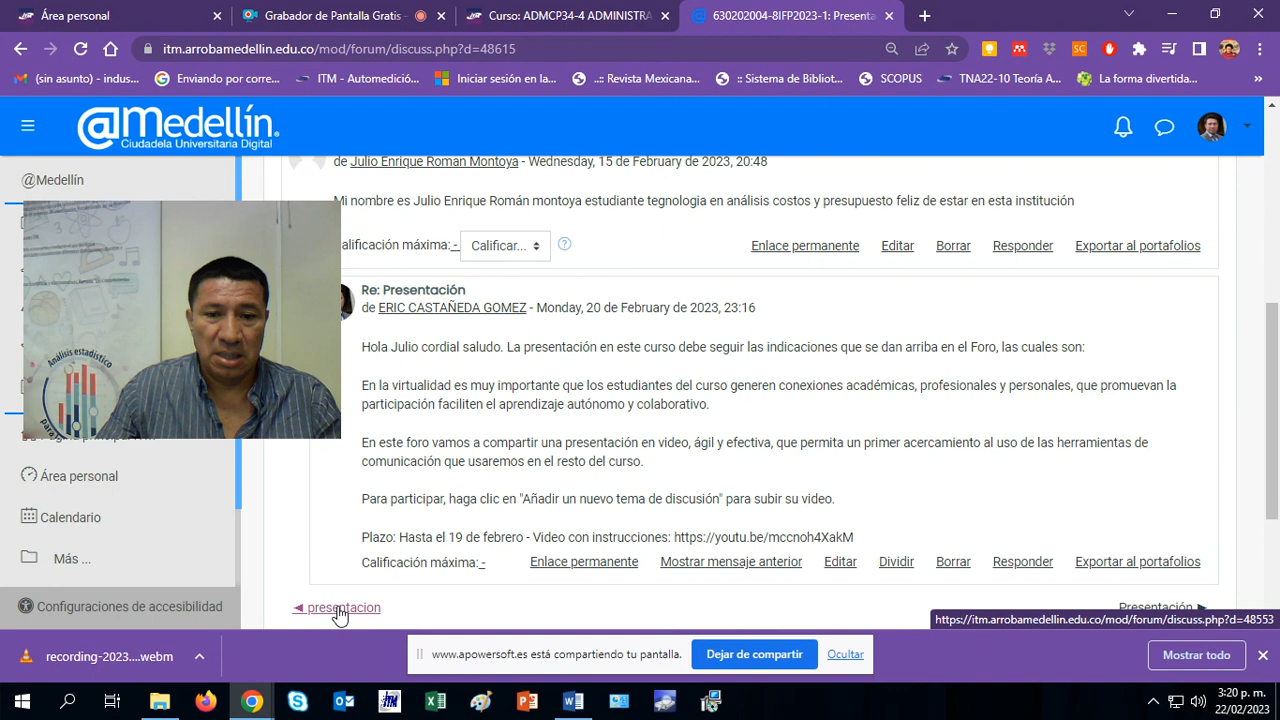 Área personal
Grabador de Pantalla Gratis -
Curso: ADMCP34-4 ADMINISTRA
630202004-8IFP2023-1: Presenta
itm.arrobamedellin.edu.co/mod/forum/discuss.php?d=48615
(sin asunto) - indus...
Enviando por corre...
ITM - Automedició...
Iniciar sesión en la...
..:: Revista Mexicana...
:: Sistema de Bibliot...
SCOPUS
TNA22-10 Teoría A...
La forma divertida...
»
@Medellín
Ciudadela Universitaria Digital
@Medellín
Área personal
Calendario
Más ...
Configuraciones de accesibilidad
Análisis estadístico
de Julio Enrique Roman Montoya - Wednesday, 15 de February de 2023, 20:48
Mi nombre es Julio Enrique Román montoya estudiante tegnologia en análisis costos y presupuesto feliz de estar en esta institución
alificación máxima: - Calificar... ?
Enlace permanente Editar Borrar Responder Exportar al portafolios
Re: Presentación
de ERIC CASTAÑEDA GOMEZ - Monday, 20 de February de 2023, 23:16
Hola Julio cordial saludo. La presentación en este curso debe seguir las indicaciones que se dan arriba en el Foro, las cuales son:
En la virtualidad es muy importante que los estudiantes del curso generen conexiones académicas, profesionales y personales, que promuevan la
participación faciliten el aprendizaje autónomo y colaborativo.
En este foro vamos a compartir una presentación en video, ágil y efectiva, que permita un primer acercamiento al uso de las herramientas de
comunicación que usaremos en el resto del curso.
Para participar, haga clic en "Añadir un nuevo tema de discusión" para subir su video.
Plazo: Hasta el 19 de febrero - Video con instrucciones: https://youtu.be/mccnoh4XakM
Calificación máxima: -
Enlace permanente Mostrar mensaje anterior Editar Dividir Borrar Responder Exportar al portafolios
◄ presentacion
Presentación ►
https://itm.arrobamedellin.edu.co/mod/forum/discuss.php?d=48553
recording-2023....webm
www.apowersoft.es está compartiendo tu pantalla.
Dejar de compartir
Ocultar
Mostrar todo
3:20 p. m.
22/02/2023